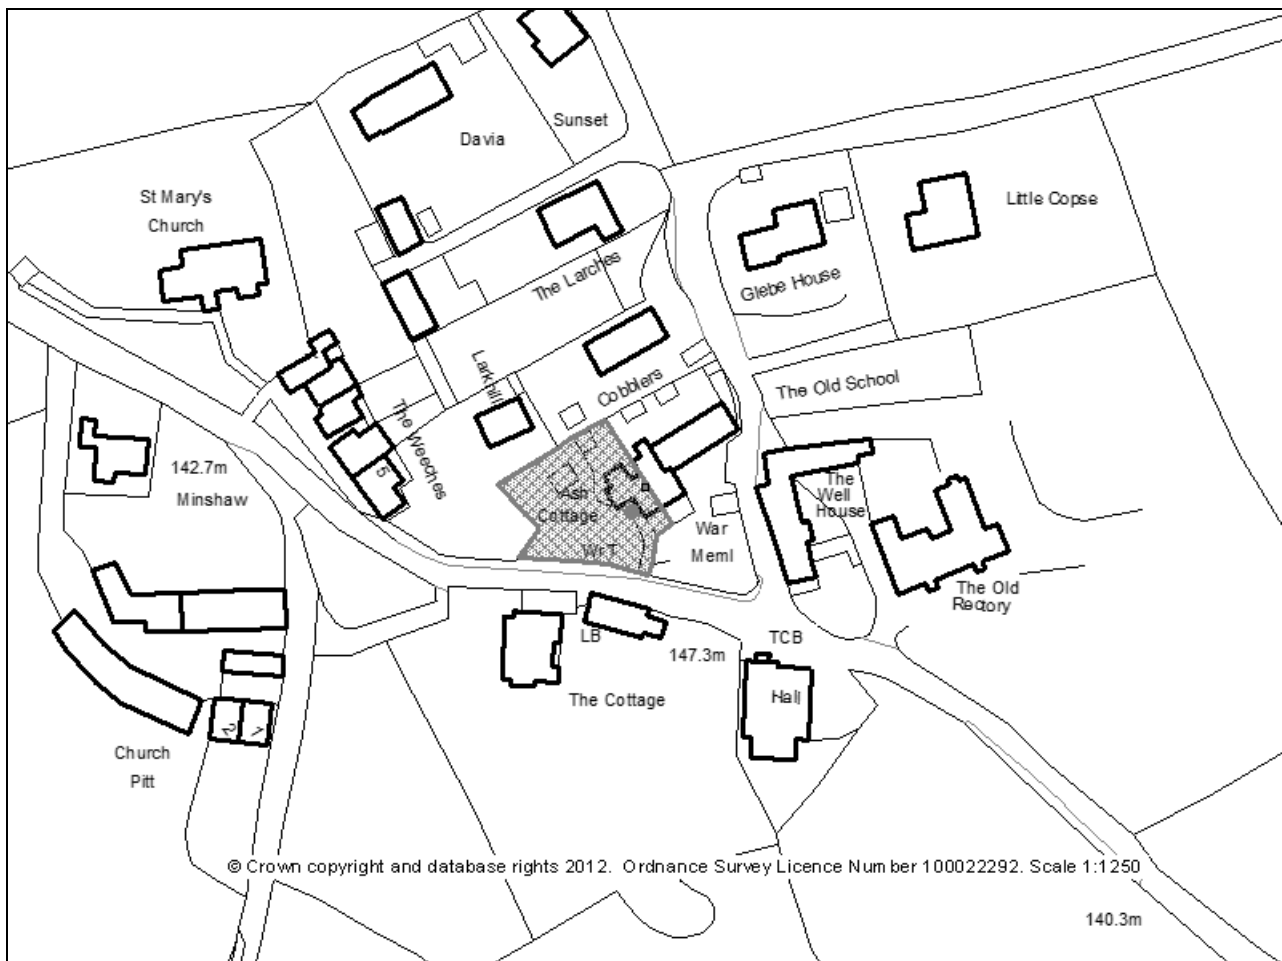 Sunset
Davia
St Mary's
Church
Little Copse
The Larches
Glebe House
Larkhill
Cobblers
The Old School
The Weeches
5
142.7m
Minshaw
Ash
Cottage
The
Well
House
War
Meml
Wr T
The Old
Rectory
LB
TCB
147.3m
The Cottage
Hall
2
1
Church
Pitt
© Crown copyright and database rights 2012. Ordnance Survey Licence Number 100022292. Scale 1:1250
140.3m